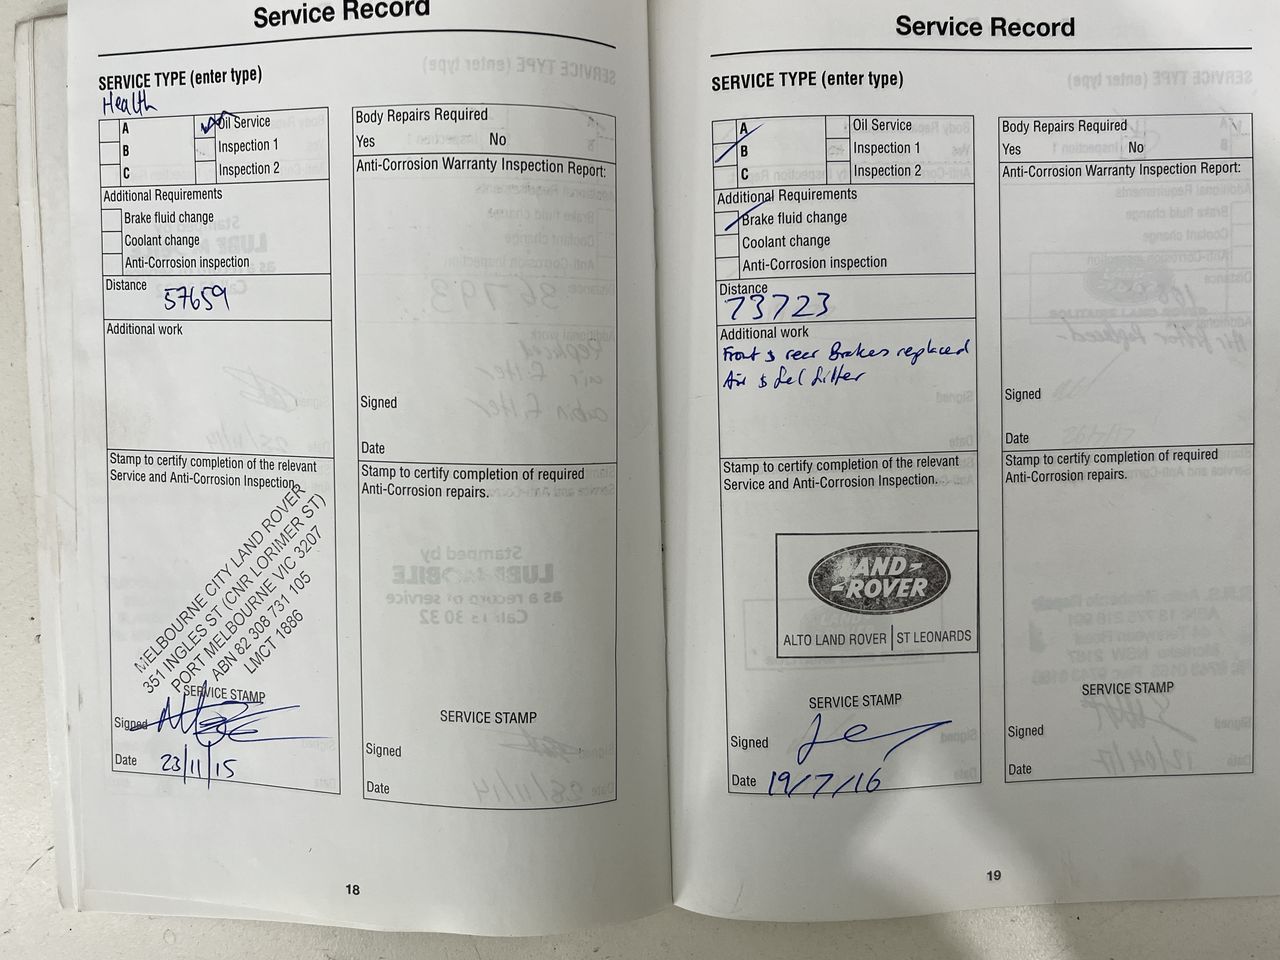 Service Record
SERVICE TYPE (enter type)
Health
A
Oil Service
B
Inspection 1
C
Inspection 2
Additional Requirements
Brake fluid change
Coolant change
Anti-Corrosion inspection
Distance
57659
Additional work
Stamp to certify completion of the relevant
Service and Anti-Corrosion Inspection.
MELBOURNE CITY LAND ROVER
351 INGLES ST (CNR LORIMER ST)
PORT MELBOURNE VIC 3207
ABN 82 308 731 105
LMCT 1886
SERVICE STAMP
Signed
Date 23/11/15
Body Repairs Required
Yes No
Anti-Corrosion Warranty Inspection Report:
Signed
Date
Stamp to certify completion of required
Anti-Corrosion repairs.
SERVICE STAMP
Signed
Date
18
Service Record
SERVICE TYPE (enter type)
A
Oil Service
B
Inspection 1
C
Inspection 2
Additional Requirements
Brake fluid change
Coolant change
Anti-Corrosion inspection
Distance
73723
Additional work
Front & rear Brakes replaced
Air & fuel filter
Stamp to certify completion of the relevant
Service and Anti-Corrosion Inspection.
LAND-
-ROVER
ALTO LAND ROVER | ST LEONARDS
SERVICE STAMP
Signed
Date 19/7/16
Body Repairs Required
Yes No
Anti-Corrosion Warranty Inspection Report:
Signed
Date
Stamp to certify completion of required
Anti-Corrosion repairs.
SERVICE STAMP
Signed
Date
19